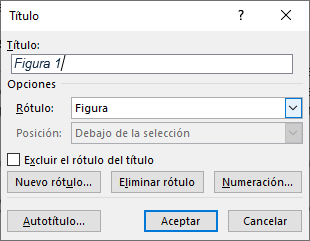 Título
?
Título:
Figura 1
Opciones
Rótulo: Figura
Posición: Debajo de la selección
Excluir el rótulo del título
Nuevo rótulo... Eliminar rótulo Numeración...
Autotítulo... Aceptar Cancelar